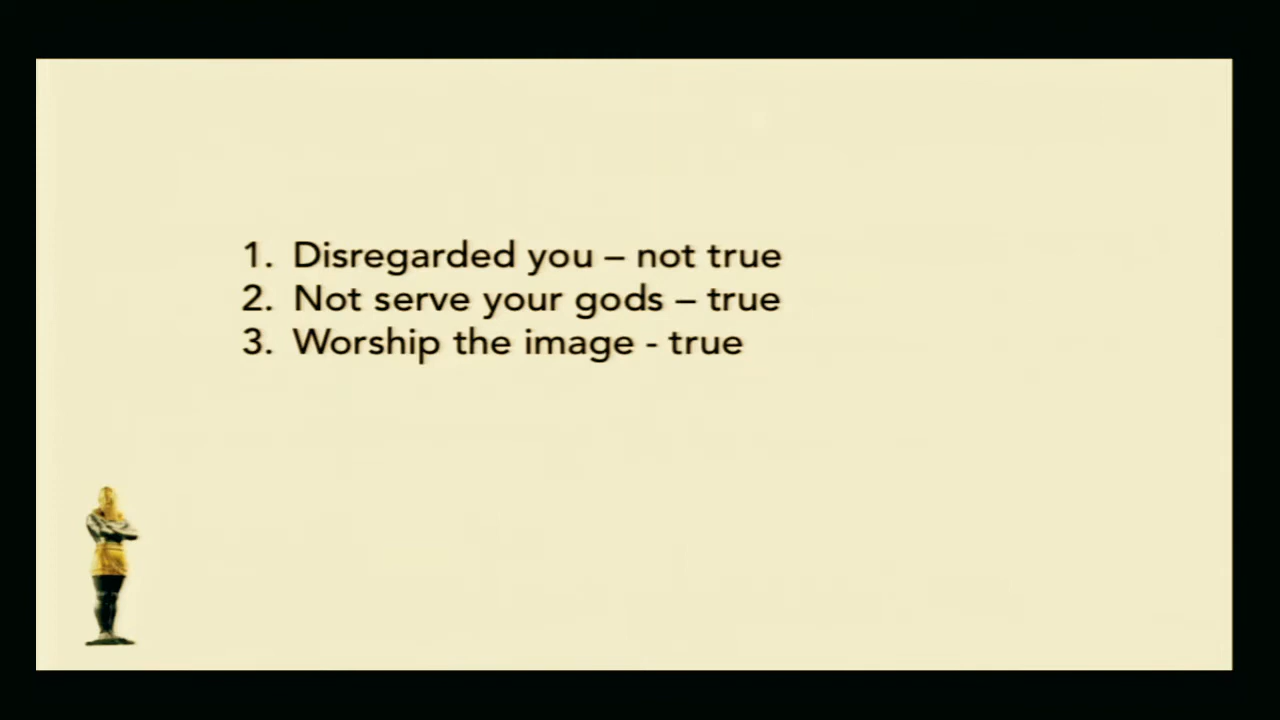 1. Disregarded you – not true
2. Not serve your gods – true
3. Worship the image - true